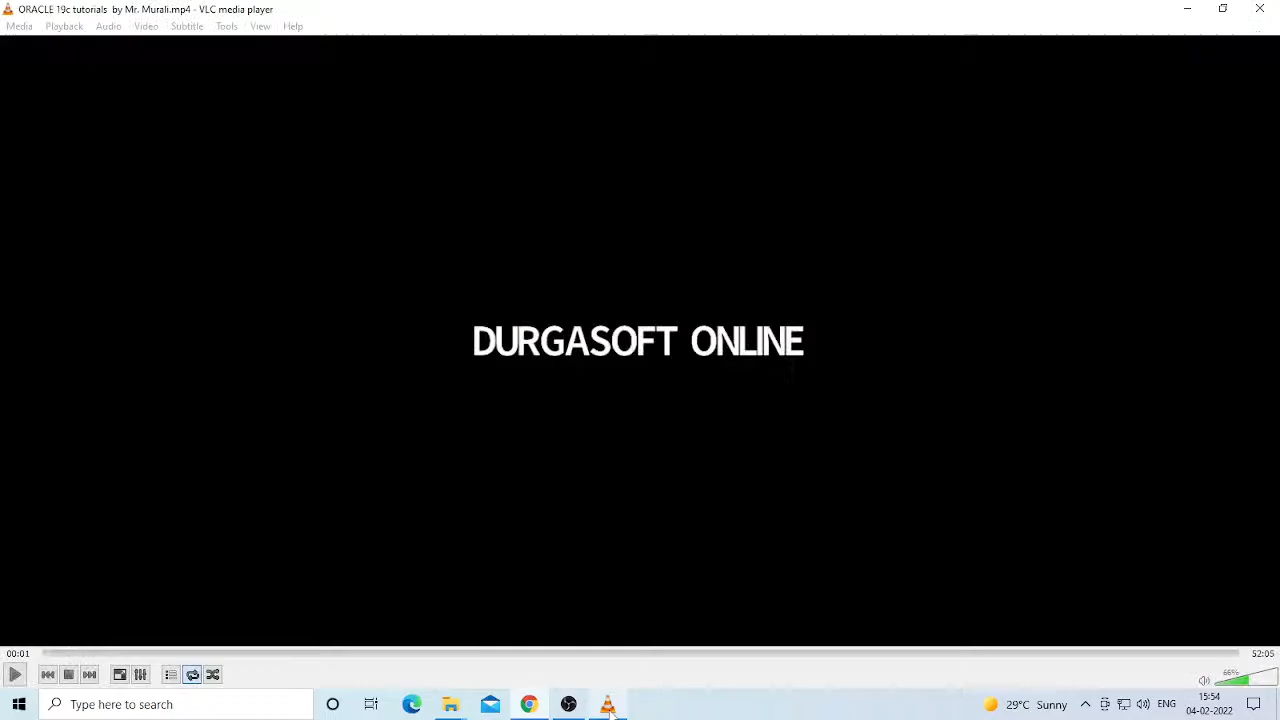 ORACLE 19c tutorials by Mr. Murali.mp4 - VLC media player
Media Playback Audio Video Subtitle Tools View Help
DURGASOFT ONLINE
00:01
52:05
66%
Type here to search
29°C Sunny
ENG
15:54
04-02-2022